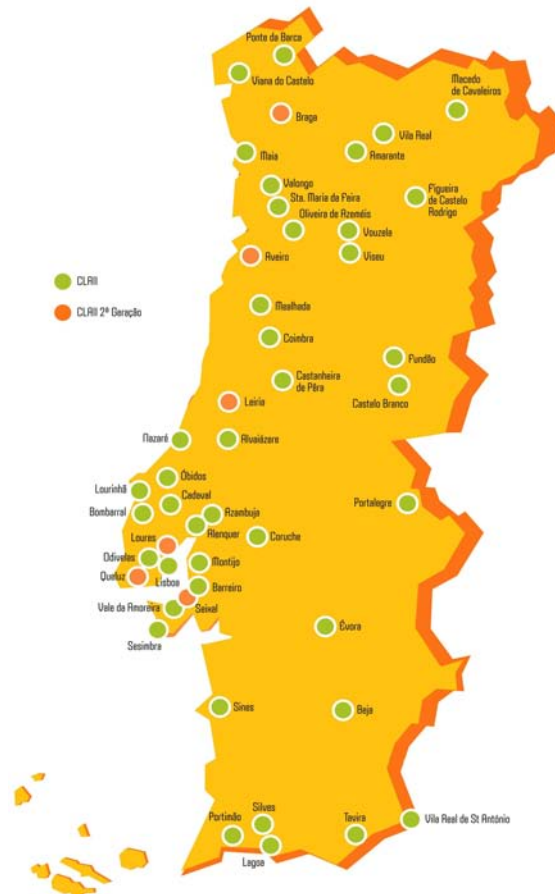 Ponte da Barca
Viana do Castelo
Macedo
de Cavaleiros
Braga
Vila Real
Maia
Amarante
Valongo
Sta. Maria da Feira
Figueira
de Castelo
Rodrigo
Oliveira de Azeméis
Vouzela
Aveiro
Viseu
CLAII
CLAII 2ª Geração
Mealhada
Coimbra
Fundão
Castanheira
de Pêra
Castelo Branco
Leiria
Nazaré
Alvaiázere
Óbidos
Lourinhã
Cadaval
Portalegre
Bombarral
Azambuja
Alenquer
Coruche
Loures
Odivelas
Montijo
Queluz
Lisboa
Barreiro
Vale da Amoreira
Seixal
Sesimbra
Évora
Sines
Beja
Silves
Portimão
Tavira
Vila Real de St António
Lagoa